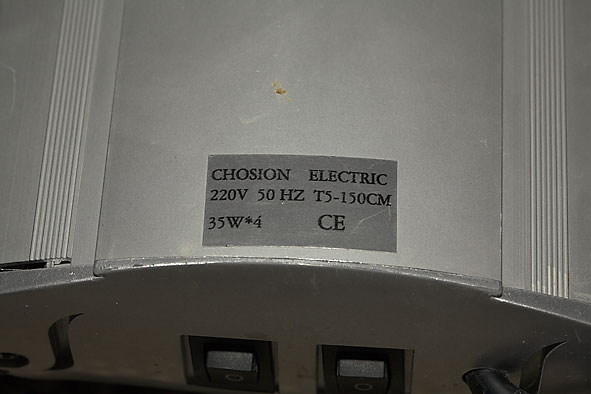 CHOSION ELECTRIC
220V 50 HZ T5-150CM
35W*4 CE